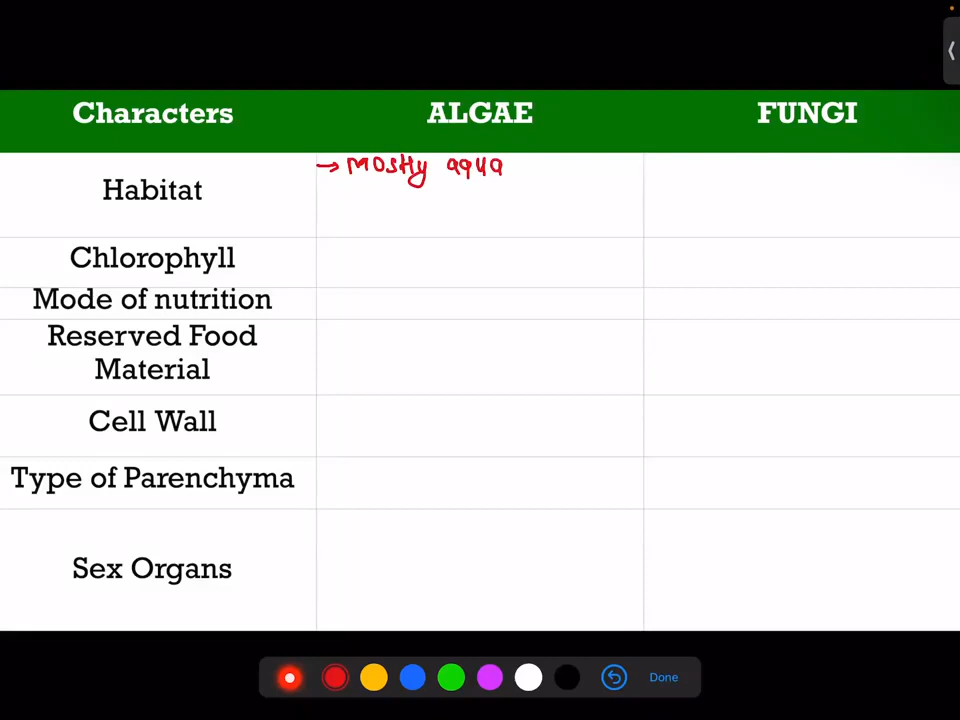 Characters ALGAE FUNGI
→ mostly aqua
Habitat
Chlorophyll
Mode of nutrition
Reserved Food
Material
Cell Wall
Type of Parenchyma
Sex Organs
Done